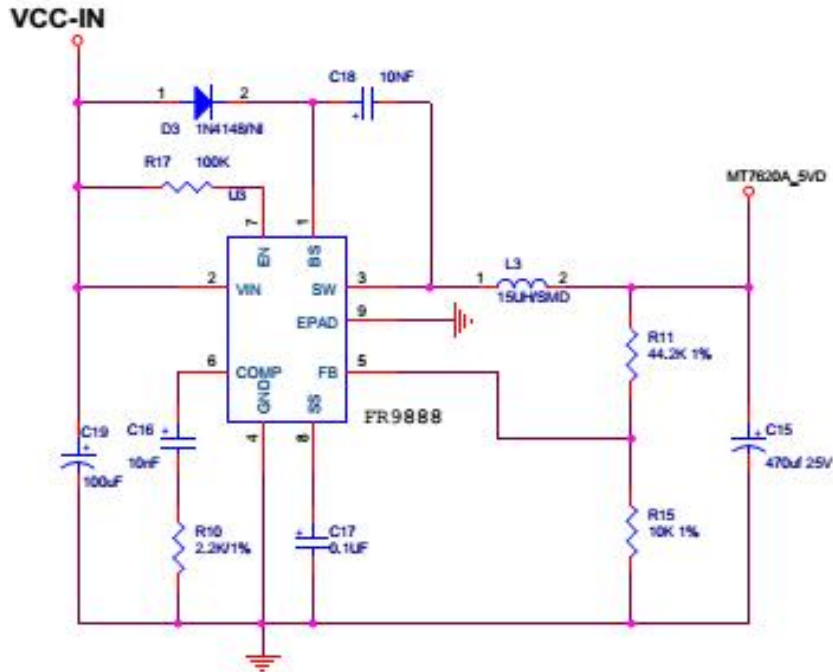 VCC-IN
C18 10NF
1 2
D3 1N4148/NI
R17 100K
MT7620A_5VD
U3
7 1
EN BS
2 VIN SW 3
1 L3 2
15UH/SMD
EPAD 9
R11
44.2K 1%
6 COMP FB 5
GND SS
FR9888
4 8
C19
100uF
C16
10nF
C15
470uf 25V
R10
2.2K/1%
C17
0.1UF
R15
10K 1%